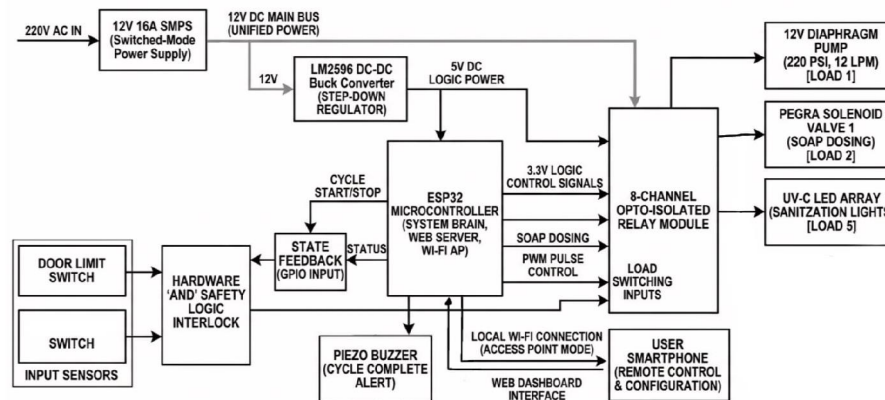 220V AC IN
12V 16A SMPS
(Switched-Mode
Power Supply)
12V DC MAIN BUS
(UNIFIED POWER)
12V
LM2596 DC-DC
Buck Converter
(STEP-DOWN
REGULATOR)
5V DC
LOGIC POWER
12V DIAPHRAGM
PUMP
(220 PSI, 12 LPM)
[LOAD 1]
PEGRA SOLENOID
VALVE 1
(SOAP DOSING)
[LOAD 2]
UV-C LED ARRAY
(SANITZATION LIGHTS
[LOAD 5]
8-CHANNEL
OPTO-ISOLATED
RELAY MODULE
LOAD
SWITCHING
INPUTS
3.3V LOGIC
CONTROL SIGNALS
SOAP DOSING
PWM PULSE
CONTROL
ESP32
MICROCONTROLLER
(SYSTEM BRAIN,
WEB SERVER,
WI-FI AP)
CYCLE
START/STOP
STATE
FEEDBACK
(GPIO INPUT)
STATUS
DOOR LIMIT
SWITCH
SWITCH
INPUT SENSORS
HARDWARE
'AND' SAFETY
LOGIC
INTERLOCK
PIEZO BUZZER
(CYCLE COMPLETE
ALERT)
LOCAL WI-FI CONNECTION
(ACCESS POINT MODE)
WEB DASHBOARD
INTERFACE
USER
SMARTPHONE
(REMOTE CONTROL
& CONFIGURATION)